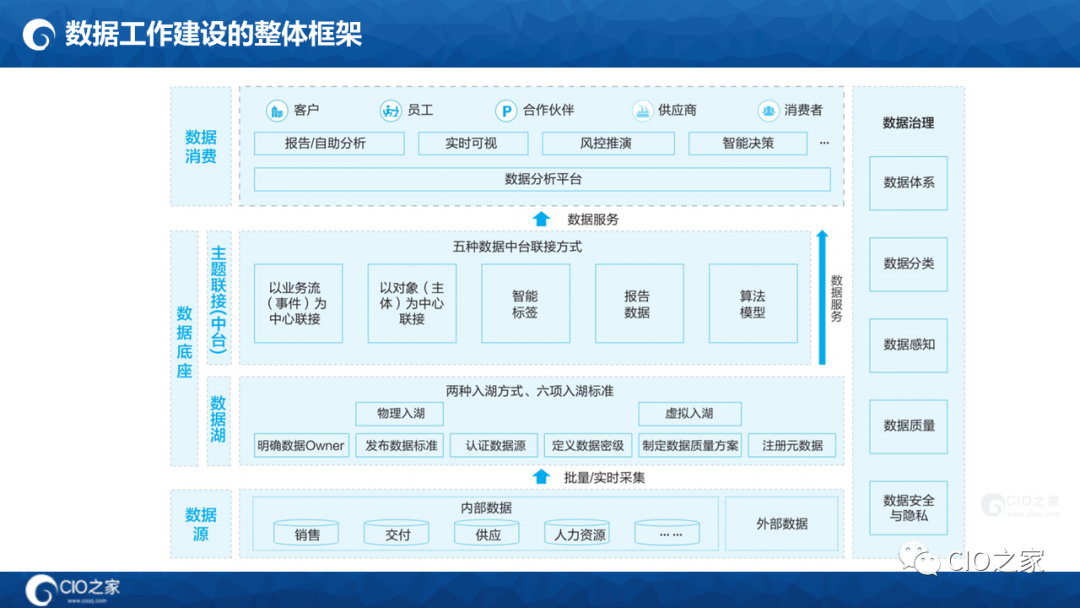 数据工作建设的整体框架
数据
消费
客户
员工
P
合作伙伴
供应商
消费者
报告/自助分析
实时可视
风控推演
智能决策
...
数据分析平台
数据服务
数据底座
主题联接(中台)
五种数据中台联接方式
以业务流
（事件）为
中心联接
以对象（主
体）为中心
联接
智能
标签
报告
数据
算法
模型
数据服务
数据湖
两种入湖方式、六项入湖标准
物理入湖
虚拟入湖
明确数据Owner
发布数据标准
认证数据源
定义数据密级
制定数据质量方案
注册元数据
批量/实时采集
数据
源
内部数据
销售
交付
供应
人力资源
... ...
外部数据
数据治理
数据体系
数据分类
数据感知
数据质量
数据安全
与隐私
CIO之家
www.ciozj.com
CIO之家
CIO之家
www.ciozj.com